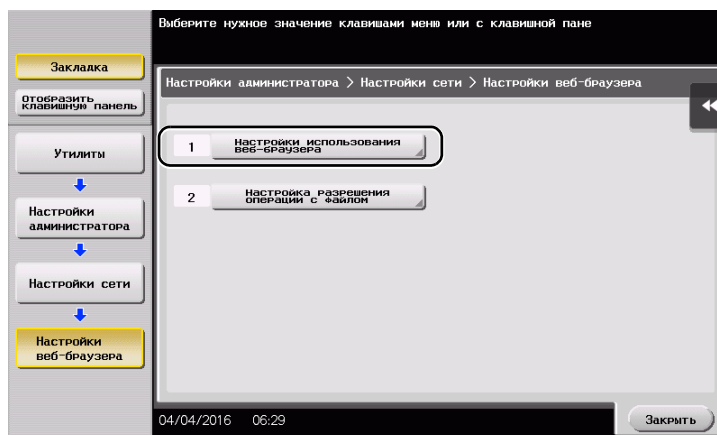 Выберите нужное значение клавишами меню или с клавишной пане
Закладка
Отобразить
клавишную панель
Утилиты
Настройки
администратора
Настройки сети
Настройки
веб-браузера
Настройки администратора > Настройки сети > Настройки веб-браузера
1 Настройки использования
веб-браузера
2 Настройка разрешения
операции с файлом
04/04/2016 06:29
Закрыть